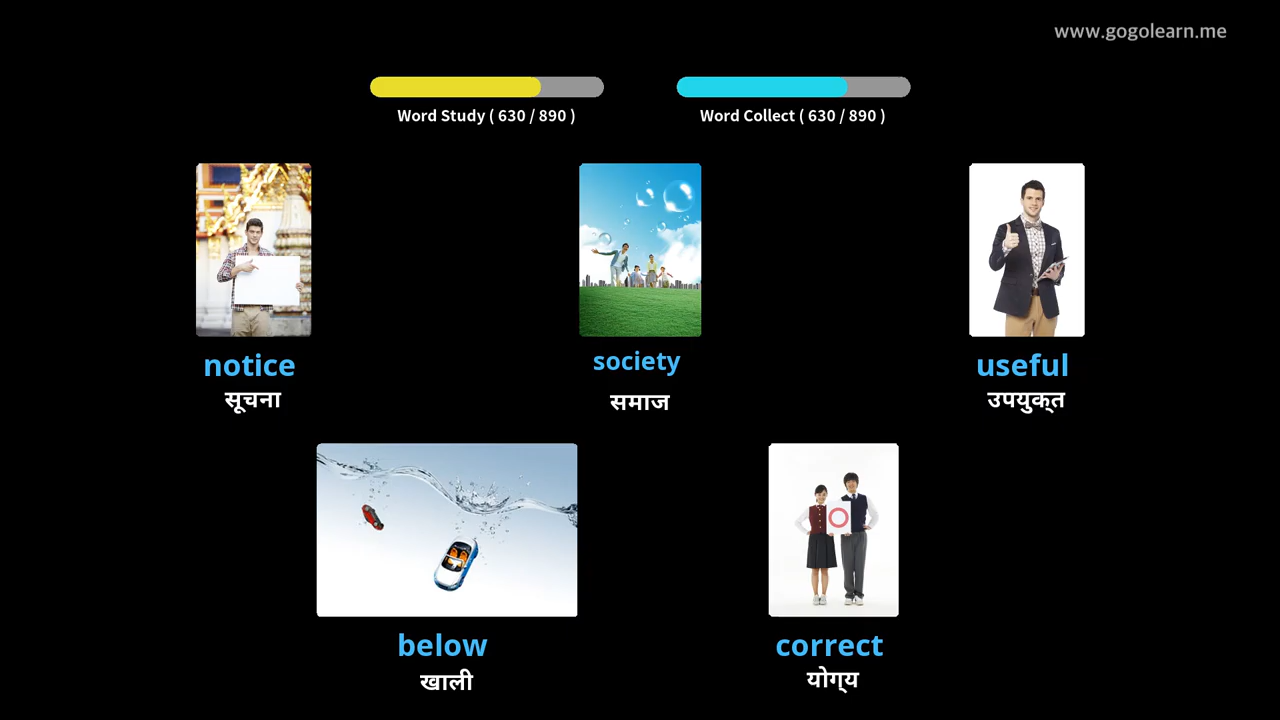 www.gogolearn.me
Word Study ( 630 / 890 )
Word Collect ( 630 / 890 )
notice
सूचना
society
समाज
useful
उपयुक्त
below
खाली
correct
योग्य